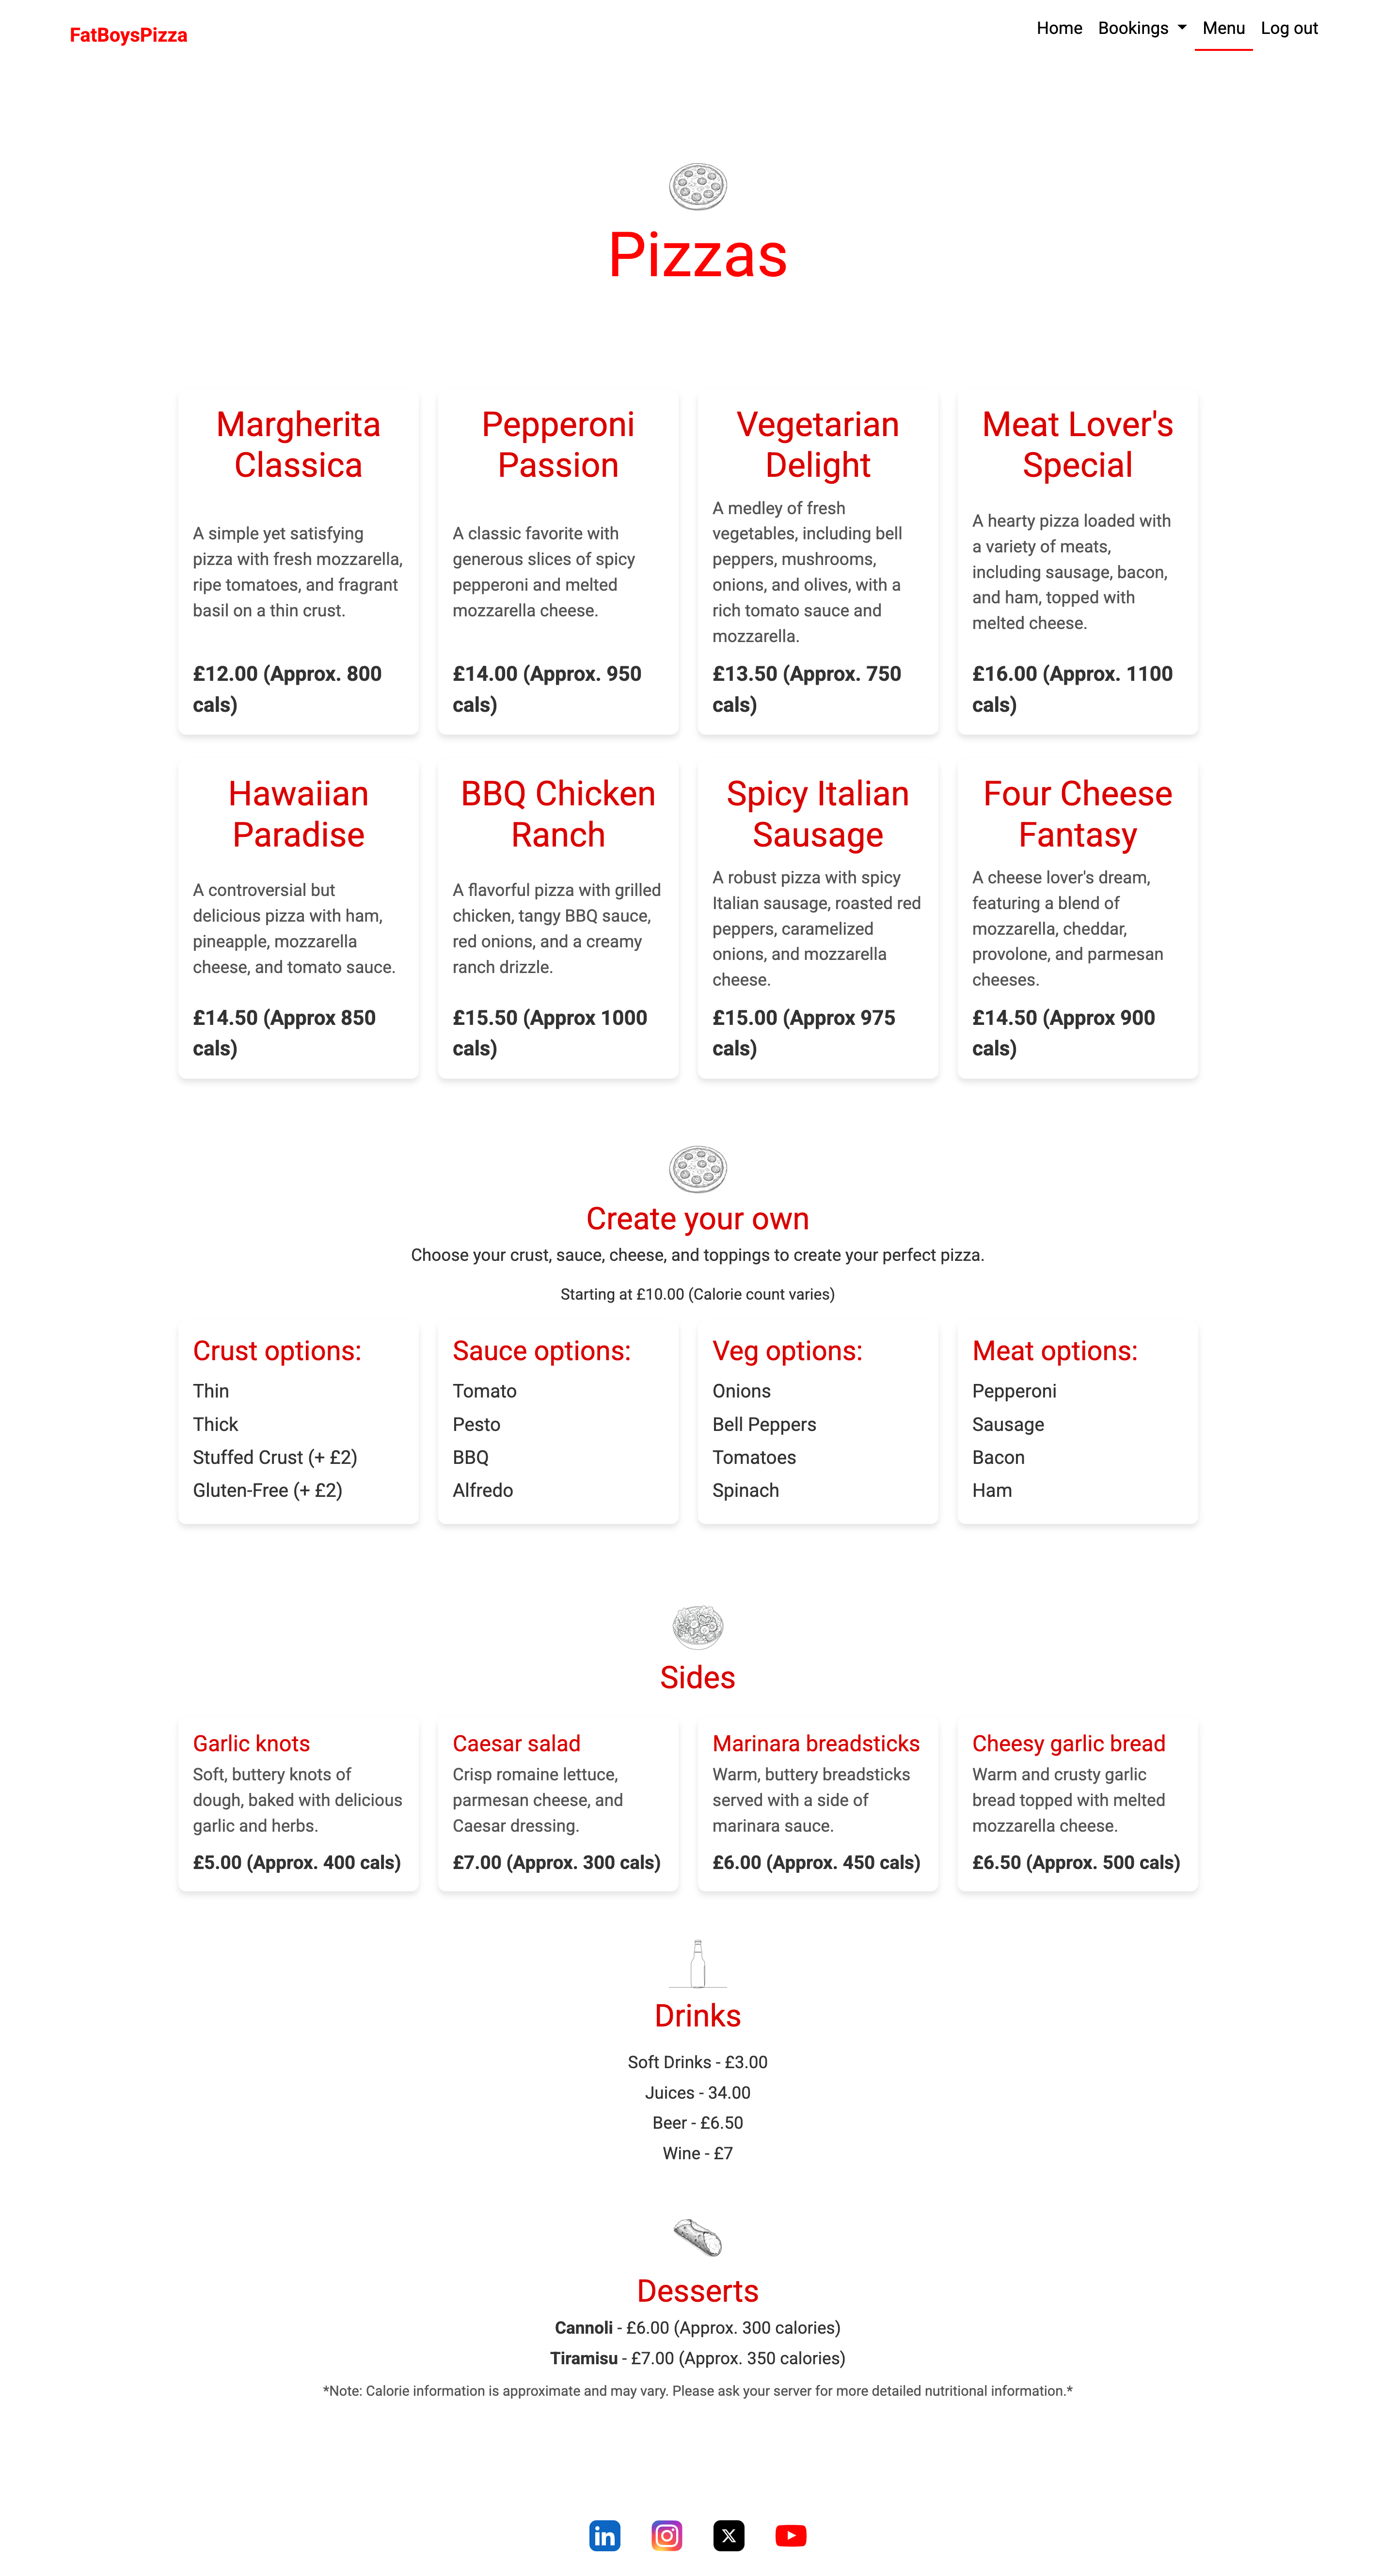 FatBoysPizza
Home Bookings Menu Log out
Pizzas
Margherita
Classica
A simple yet satisfying
pizza with fresh mozzarella,
ripe tomatoes, and fragrant
basil on a thin crust.
£12.00 (Approx. 800
cals)
Pepperoni
Passion
A classic favorite with
generous slices of spicy
pepperoni and melted
mozzarella cheese.
£14.00 (Approx. 950
cals)
Vegetarian
Delight
A medley of fresh
vegetables, including bell
peppers, mushrooms,
onions, and olives, with a
rich tomato sauce and
mozzarella.
£13.50 (Approx. 750
cals)
Meat Lover's
Special
A hearty pizza loaded with
a variety of meats,
including sausage, bacon,
and ham, topped with
melted cheese.
£16.00 (Approx. 1100
cals)
Hawaiian
Paradise
A controversial but
delicious pizza with ham,
pineapple, mozzarella
cheese, and tomato sauce.
£14.50 (Approx 850
cals)
BBQ Chicken
Ranch
A flavorful pizza with grilled
chicken, tangy BBQ sauce,
red onions, and a creamy
ranch drizzle.
£15.50 (Approx 1000
cals)
Spicy Italian
Sausage
A robust pizza with spicy
Italian sausage, roasted red
peppers, caramelized
onions, and mozzarella
cheese.
£15.00 (Approx 975
cals)
Four Cheese
Fantasy
A cheese lover's dream,
featuring a blend of
mozzarella, cheddar,
provolone, and parmesan
cheeses.
£14.50 (Approx 900
cals)
Create your own
Choose your crust, sauce, cheese, and toppings to create your perfect pizza.
Starting at £10.00 (Calorie count varies)
Crust options:
Thin
Thick
Stuffed Crust (+ £2)
Gluten-Free (+ £2)
Sauce options:
Tomato
Pesto
BBQ
Alfredo
Veg options:
Onions
Bell Peppers
Tomatoes
Spinach
Meat options:
Pepperoni
Sausage
Bacon
Ham
Sides
Garlic knots
Soft, buttery knots of
dough, baked with delicious
garlic and herbs.
£5.00 (Approx. 400 cals)
Caesar salad
Crisp romaine lettuce,
parmesan cheese, and
Caesar dressing.
£7.00 (Approx. 300 cals)
Marinara breadsticks
Warm, buttery breadsticks
served with a side of
marinara sauce.
£6.00 (Approx. 450 cals)
Cheesy garlic bread
Warm and crusty garlic
bread topped with melted
mozzarella cheese.
£6.50 (Approx. 500 cals)
Drinks
Soft Drinks - £3.00
Juices - 34.00
Beer - £6.50
Wine - £7
Desserts
Cannoli - £6.00 (Approx. 300 calories)
Tiramisu - £7.00 (Approx. 350 calories)
*Note: Calorie information is approximate and may vary. Please ask your server for more detailed nutritional information.*
in